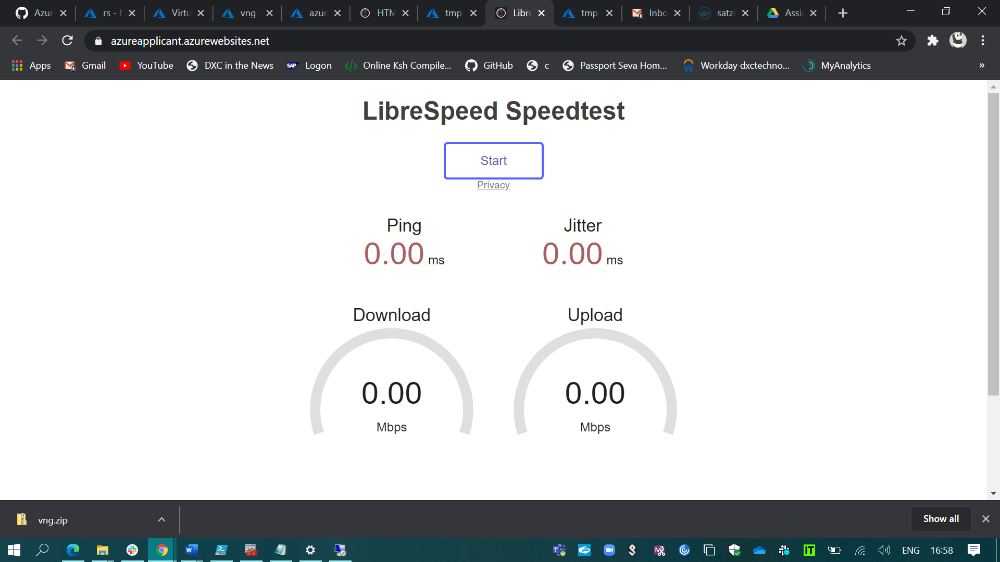 Azur
rs - M
Virtu
vng
azur
HTM
tmp
Libre
tmp
Inbo
satzi
Assi
azureapplicant.azurewebsites.net
Apps
Gmail
YouTube
DXC in the News
SAP
Logon
Online Ksh Compile...
GitHub
c
Passport Seva Hom...
Workday dxctechno...
MyAnalytics
»
LibreSpeed Speedtest
Start
Privacy
Ping
Jitter
0.00 ms
0.00 ms
Download
Upload
0.00
0.00
Mbps
Mbps
vng.zip
Show all
ENG
16:58